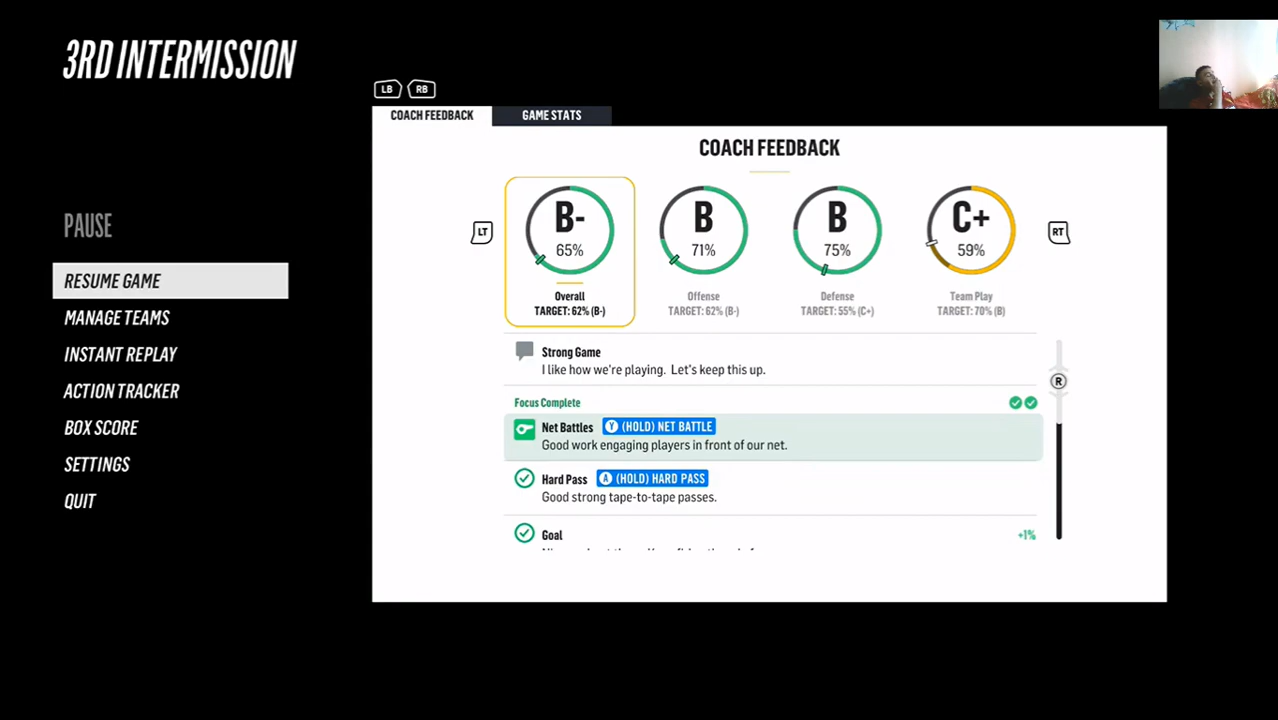 3RD INTERMISSION
LB RB
COACH FEEDBACK GAME STATS
COACH FEEDBACK
PAUSE
RESUME GAME
MANAGE TEAMS
INSTANT REPLAY
ACTION TRACKER
BOX SCORE
SETTINGS
QUIT
LT
B-
65%
Overall
TARGET: 62% (B-)
B
71%
Offense
TARGET: 62% (B-)
B
75%
Defense
TARGET: 55% (C+)
C+
59%
Team Play
TARGET: 70% (B)
RT
Strong Game
I like how we're playing. Let's keep this up.
R
Focus Complete
Net Battles Y (HOLD) NET BATTLE
Good work engaging players in front of our net.
Hard Pass A (HOLD) HARD PASS
Good strong tape-to-tape passes.
Goal +1%